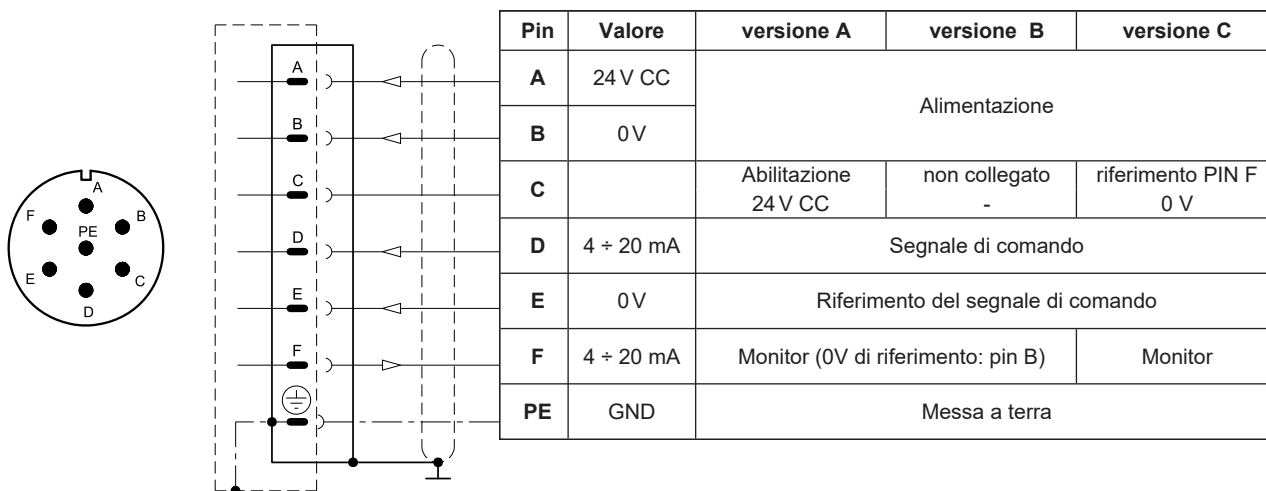 A
F
B
PE
E
C
D
A
B
C
D
E
F
Pin Valore versione A versione B versione C
A 24 V CC Alimentazione
B 0 V
C Abilitazione 24 V CC non collegato - riferimento PIN F 0 V
D 4 ÷ 20 mA Segnale di comando
E 0 V Riferimento del segnale di comando
F 4 ÷ 20 mA Monitor (0V di riferimento: pin B) Monitor
PE GND Messa a terra